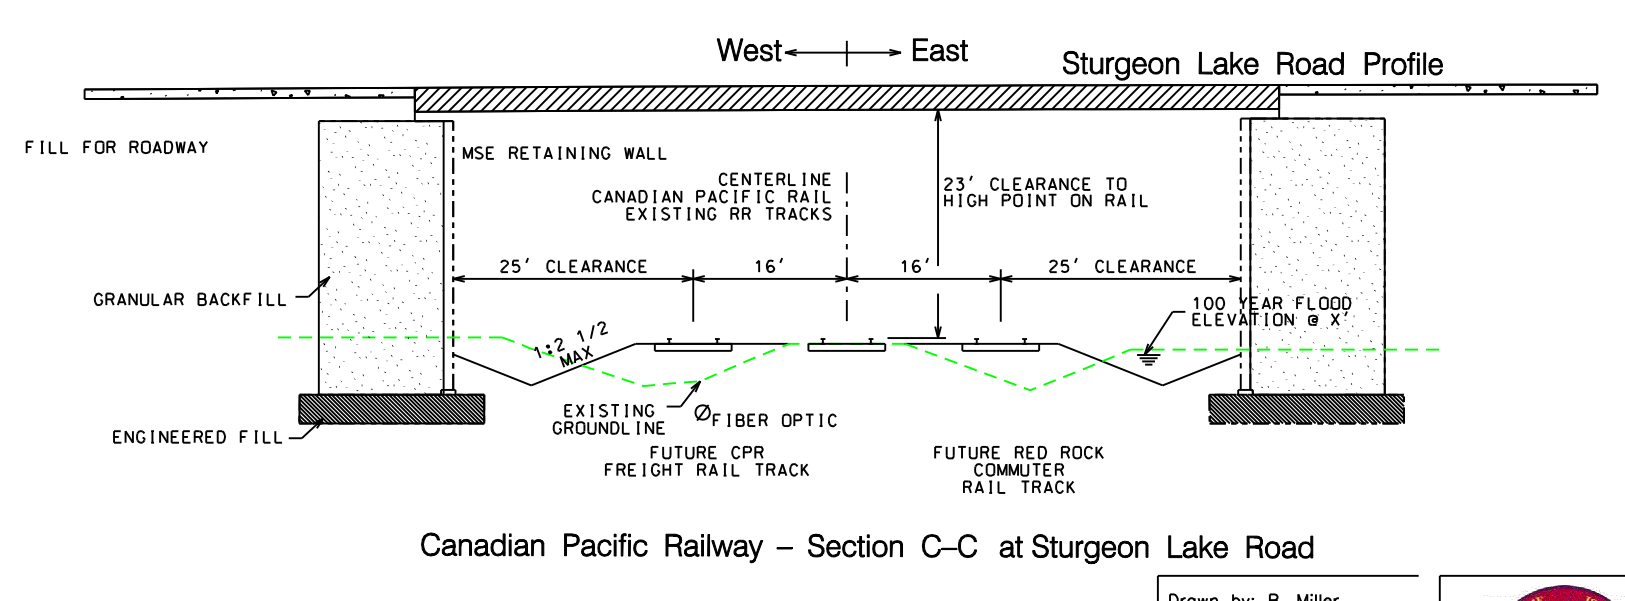 West East
Sturgeon Lake Road Profile
FILL FOR ROADWAY
MSE RETAINING WALL
CENTERLINE
CANADIAN PACIFIC RAIL
EXISTING RR TRACKS
23' CLEARANCE TO
HIGH POINT ON RAIL
25' CLEARANCE
16'
16'
25' CLEARANCE
GRANULAR BACKFILL
100 YEAR FLOOD
ELEVATION @ X'
1:2 1/2
MAX
EXISTING
GROUNDLINE
ØFIBER OPTIC
ENGINEERED FILL
FUTURE CPR
FREIGHT RAIL TRACK
FUTURE RED ROCK
COMMUTER
RAIL TRACK
Canadian Pacific Railway – Section C–C at Sturgeon Lake Road
Drawn by: B. Miller